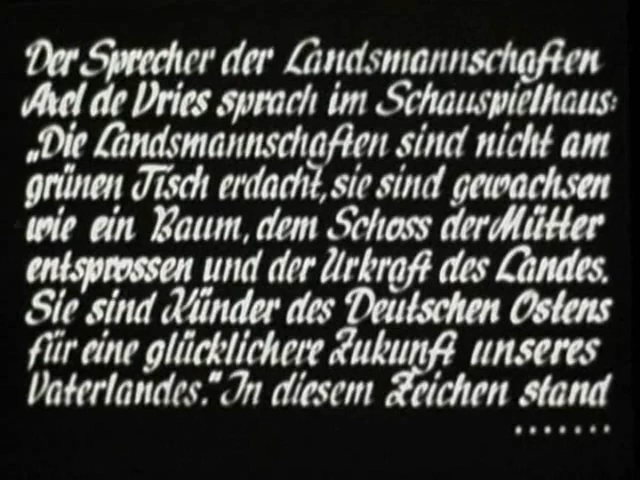 Der Sprecher der Landsmannschaften
Axel de Vries sprach im Schauspielhaus:
„Die Landsmannschaften sind nicht am
grünen Tisch erdacht, sie sind gewachsen
wie ein Baum, dem Schoss der Mütter
entsprossen und der Urkraft des Landes.
Sie sind Künder des Deutschen Ostens
für eine glücklichere Zukunft unseres
Vaterlandes.“ In diesem Zeichen stand
.......